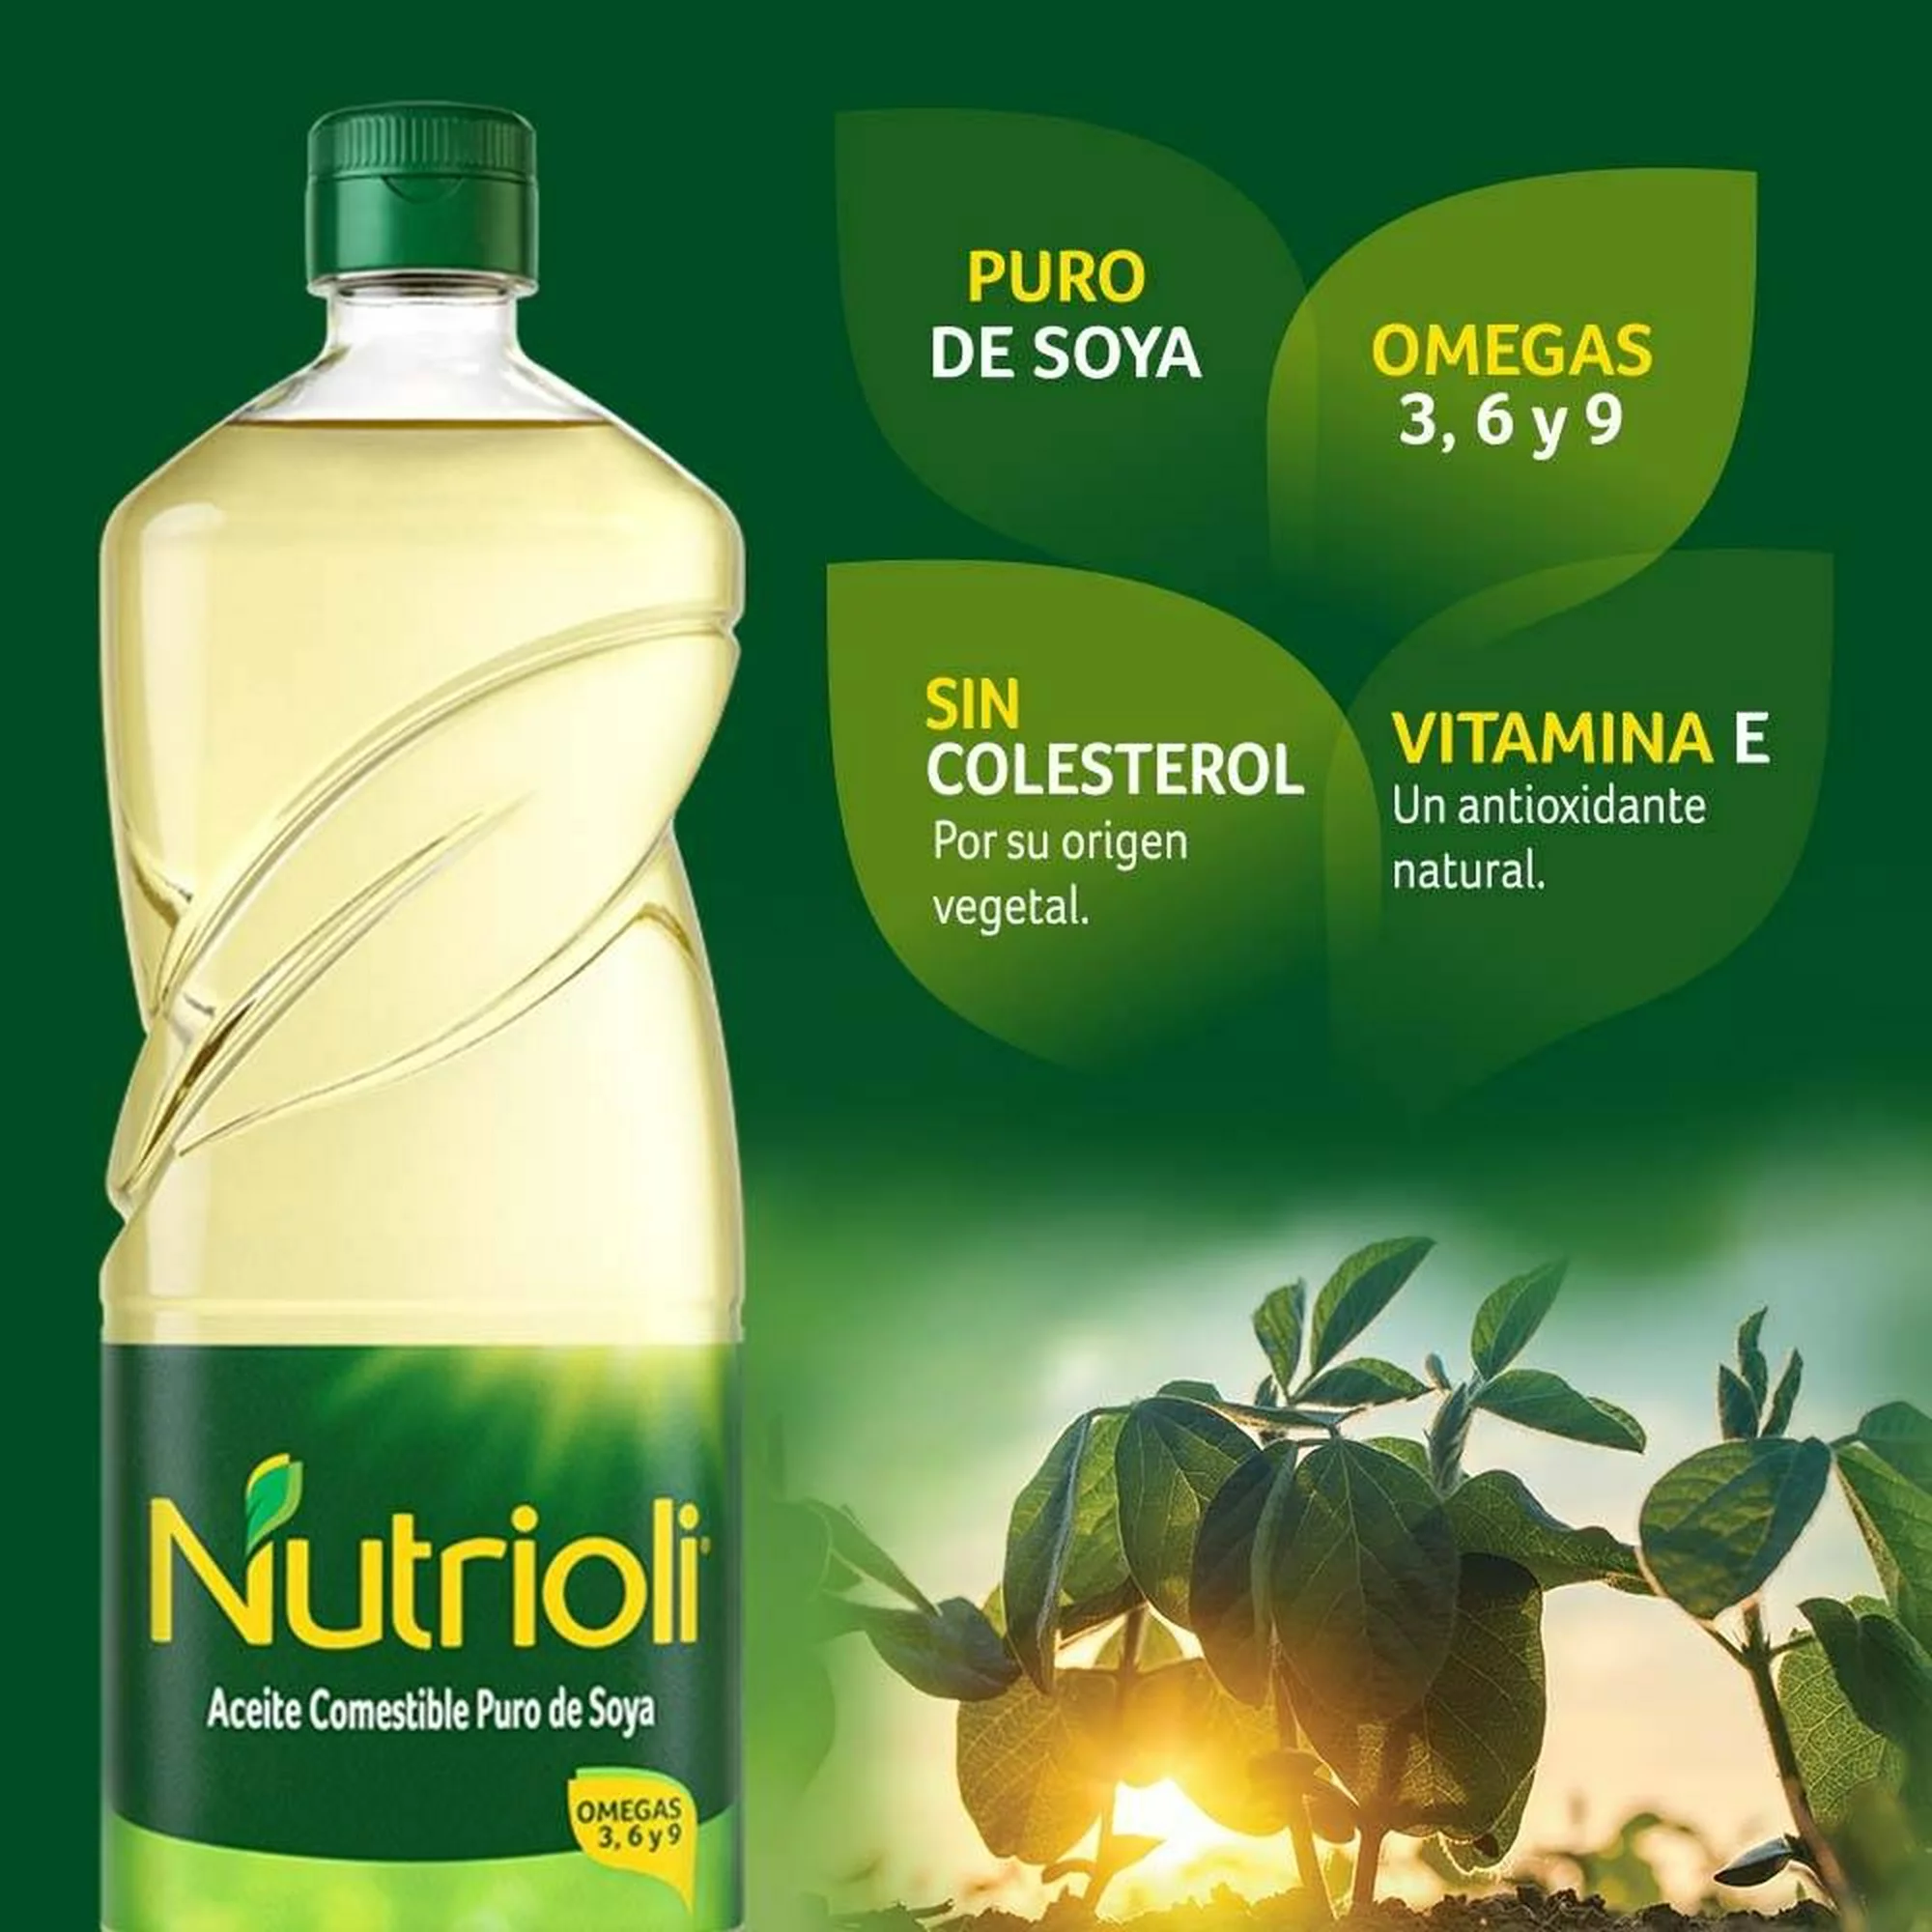 PURO
DE SOYA
OMEGAS
3, 6 y 9
SIN
COLESTEROL
Por su origen
vegetal.
VITAMINA E
Un antioxidante
natural.
Nutrioli
Aceite Comestible Puro de Soya
OMEGAS
3, 6 y 9